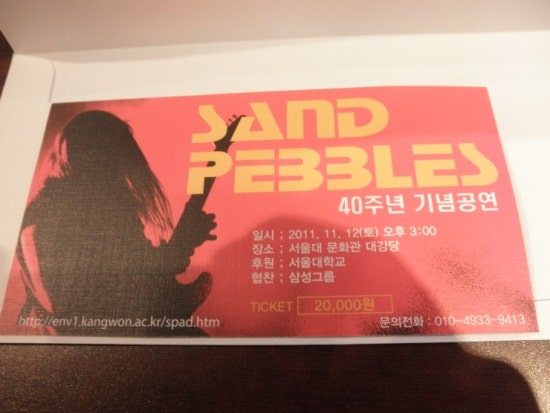 SAND
PEBBLES
40주년 기념공연
일시 ; 2011. 11. 12(토) 오후 3:00
장소 ; 서울대 문화관 대강당
후원 ; 서울대학교
협찬 ; 삼성그룹
TICKET 20,000원
http://env1.kangwon.ac.kr/spad.htm
문의전화 : 010-4933-9413